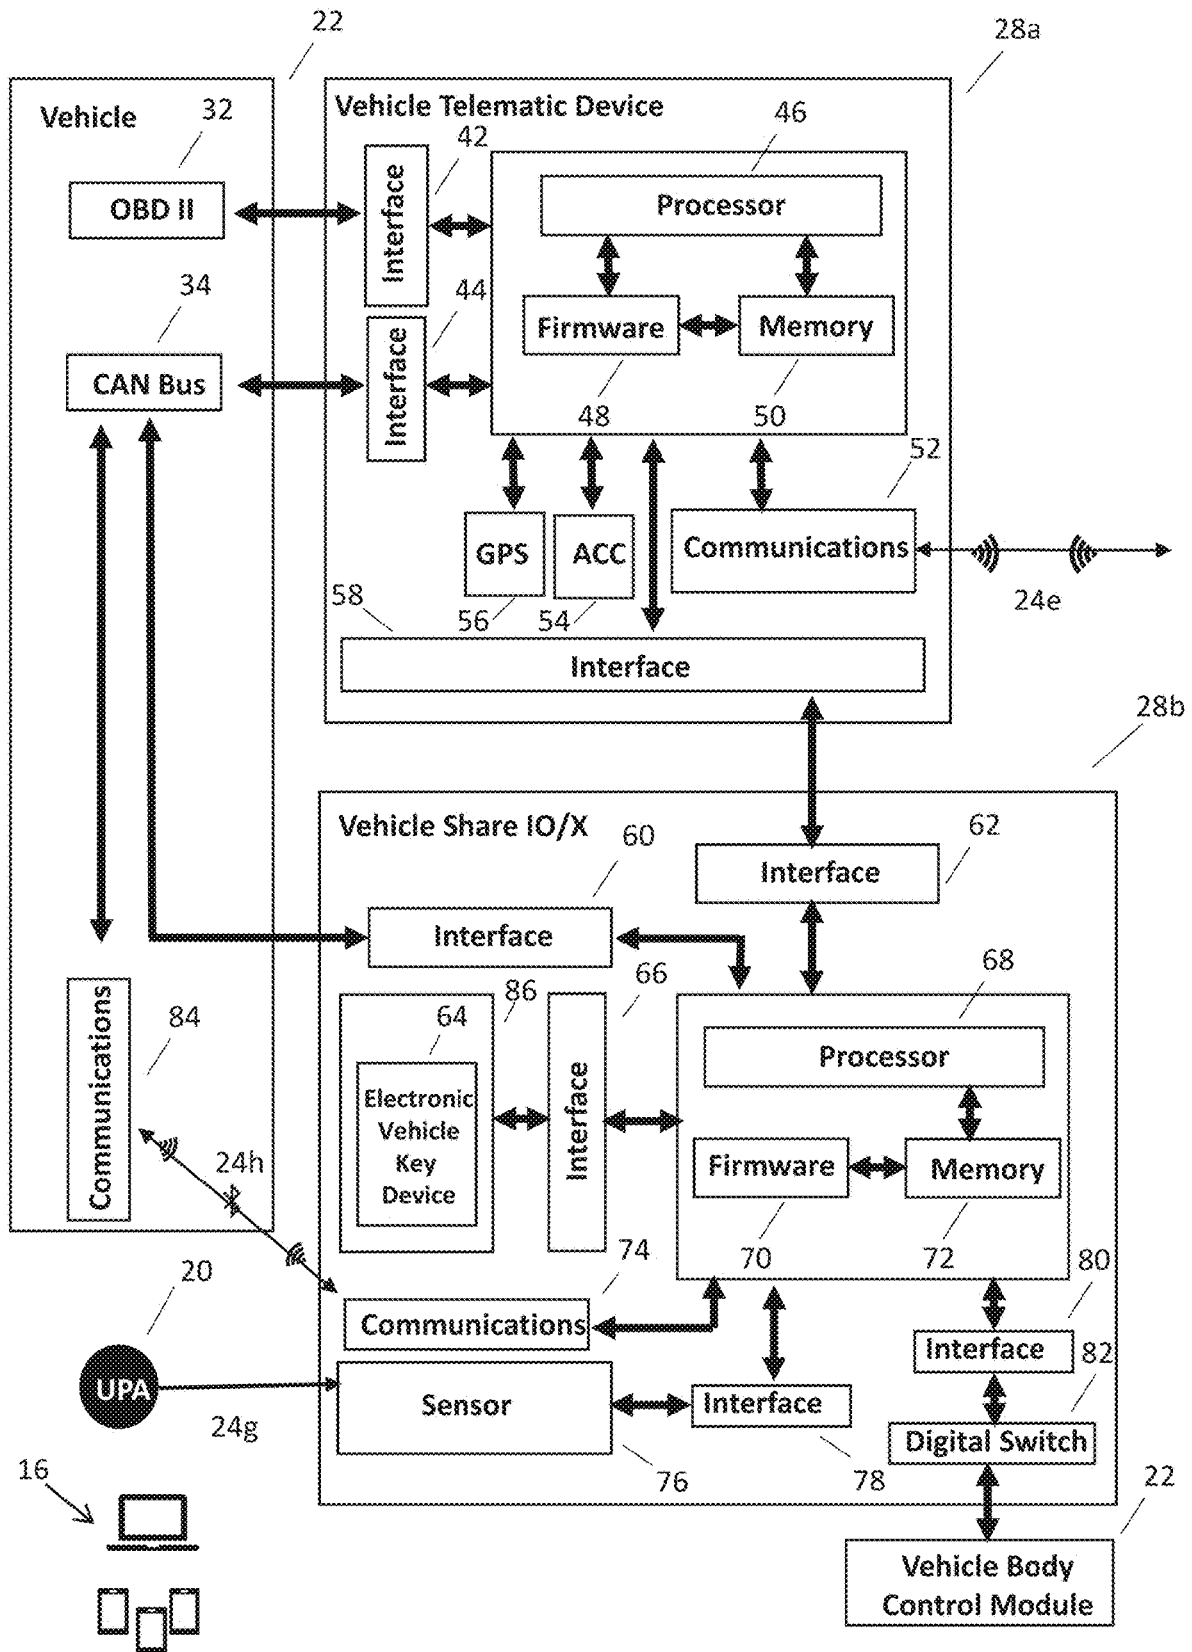 22
28a
Vehicle
32
OBD II
34
CAN Bus
Vehicle Telematic Device
42
Interface
44
Interface
46
Processor
Firmware
Memory
48
50
52
GPS
ACC
Communications
24e
58
56
54
Interface
28b
Vehicle Share IO/X
60
62
Interface
Interface
86
66
68
64
Electronic
Vehicle
Key
Device
Interface
Processor
Firmware
Memory
70
72
84
Communications
24h
74
Communications
80
Interface
82
20
UPA
24g
Sensor
76
Interface
78
Digital Switch
16
22
Vehicle Body
Control Module